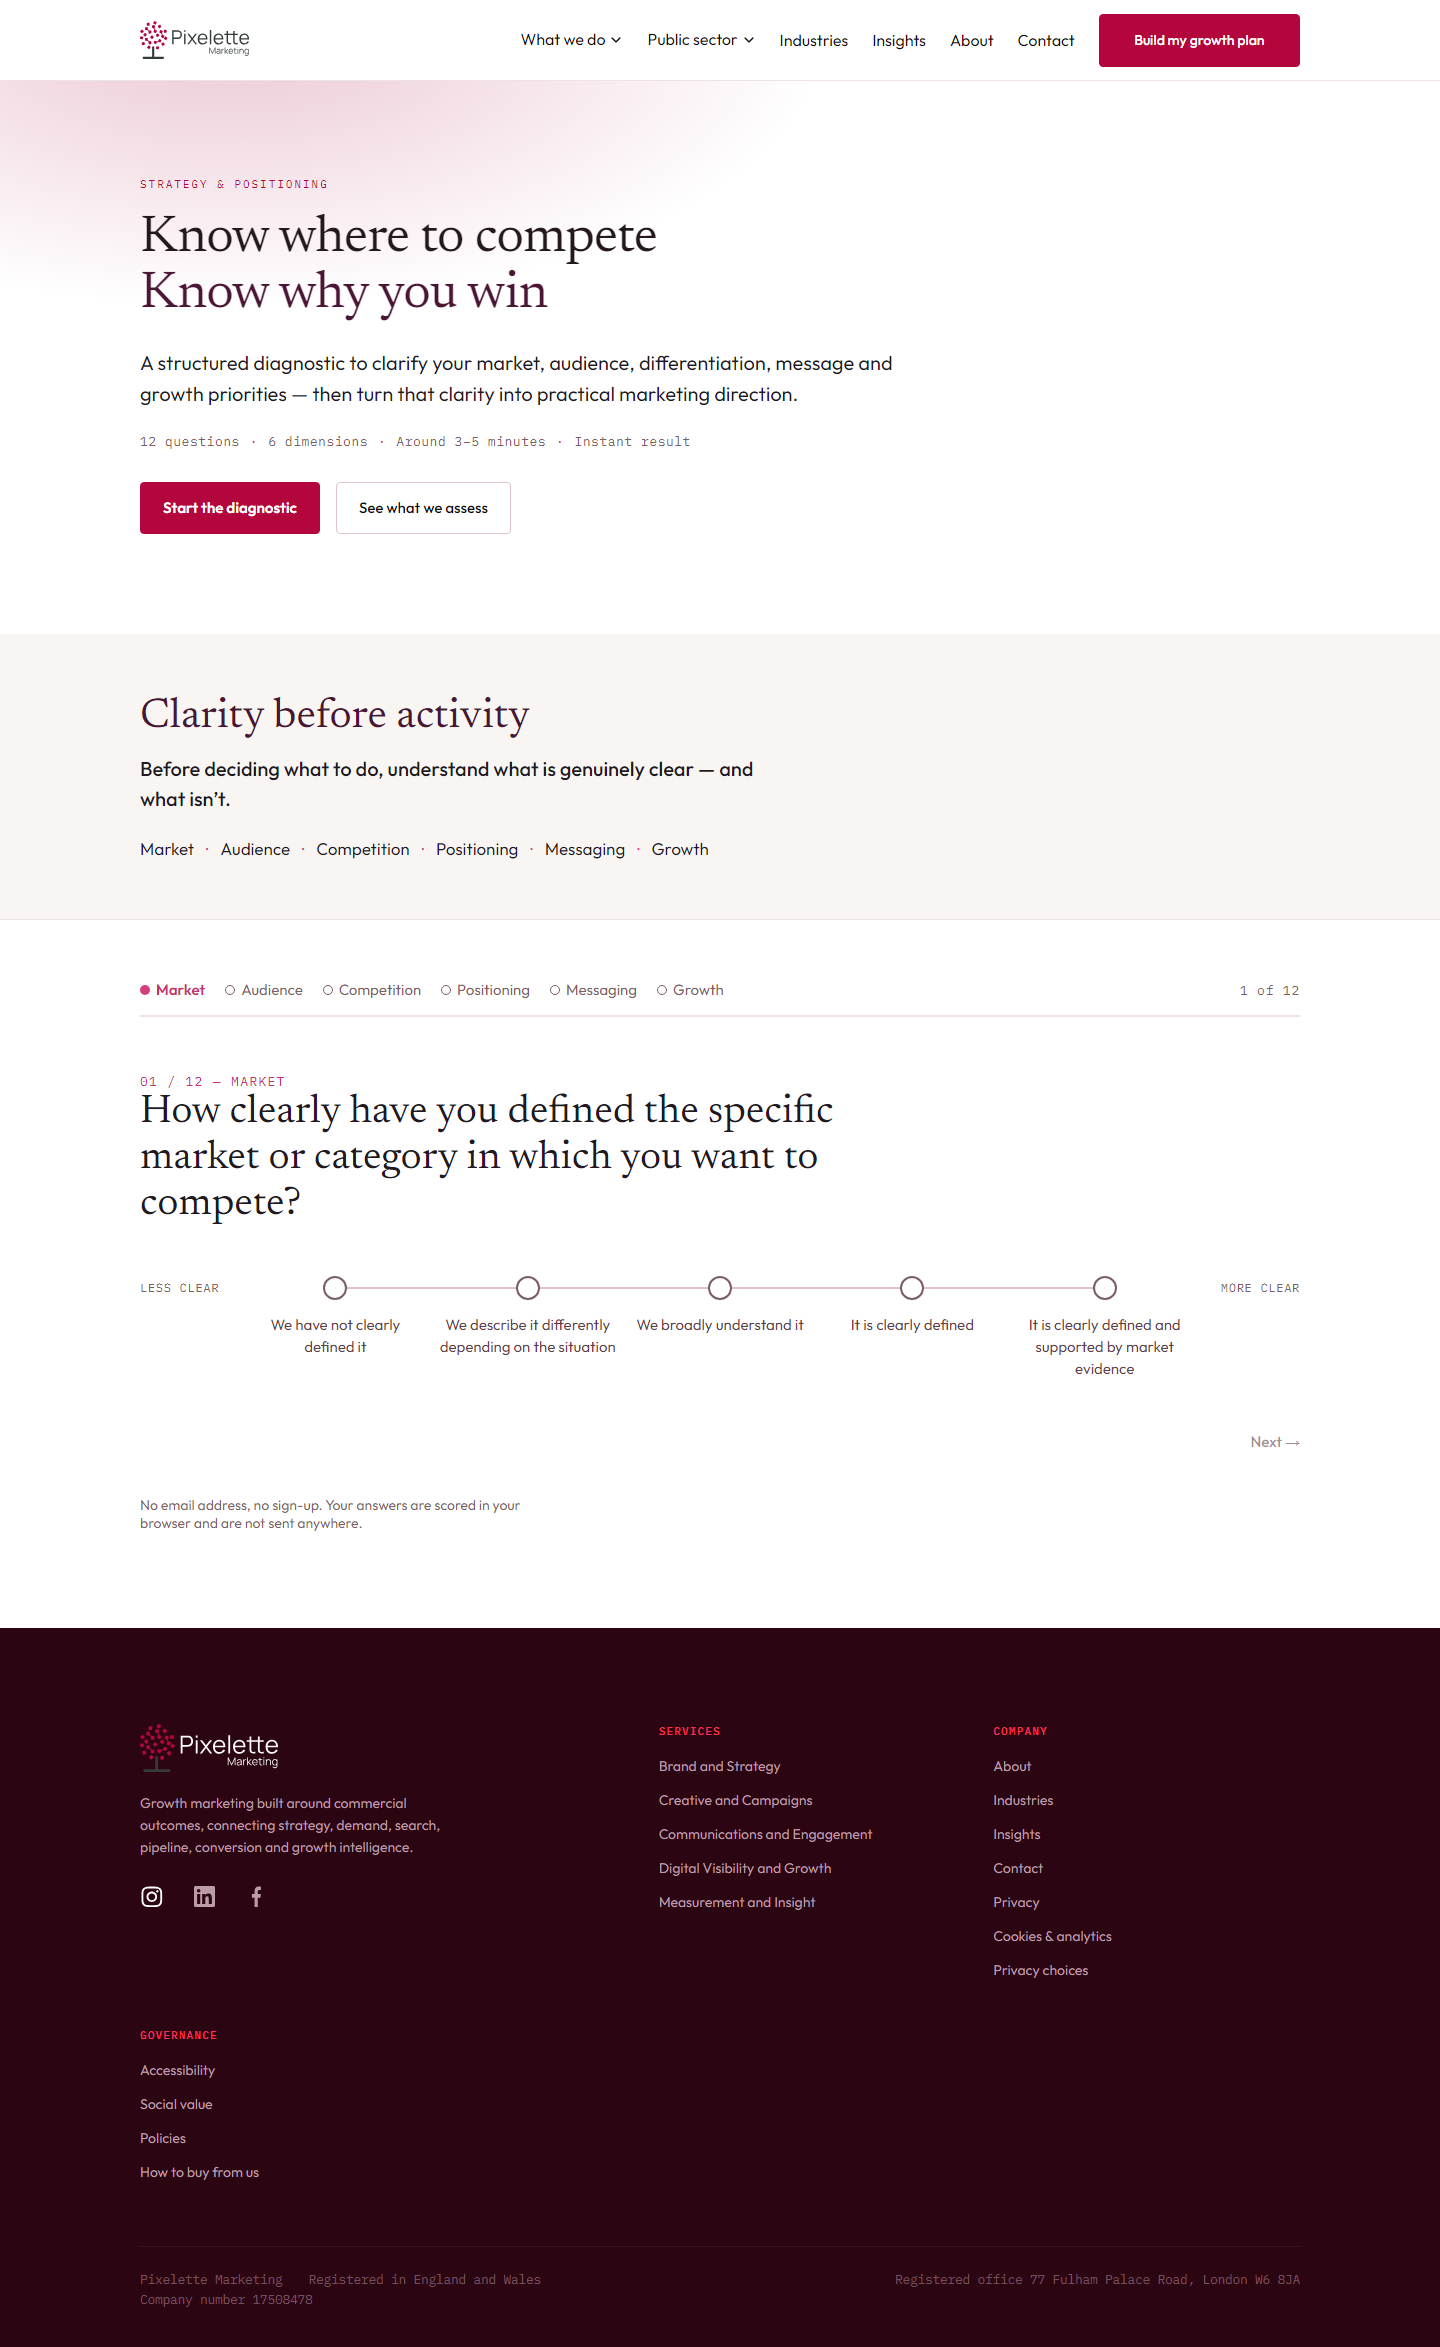 Pixelette
Marketing
What we do
Public sector
Industries
Insights
About
Contact
Build my growth plan
STRATEGY & POSITIONING
Know where to compete
Know why you win
A structured diagnostic to clarify your market, audience, differentiation, message and
growth priorities — then turn that clarity into practical marketing direction.
12 questions · 6 dimensions · Around 3–5 minutes · Instant result
Start the diagnostic
See what we assess
Clarity before activity
Before deciding what to do, understand what is genuinely clear — and
what isn’t.
Market · Audience · Competition · Positioning · Messaging · Growth
Market
Audience
Competition
Positioning
Messaging
Growth
1 of 12
01 / 12 — MARKET
How clearly have you defined the specific
market or category in which you want to
compete?
LESS CLEAR
MORE CLEAR
We have not clearly
defined it
We describe it differently
depending on the situation
We broadly understand it
It is clearly defined
It is clearly defined and
supported by market
evidence
Next →
No email address, no sign-up. Your answers are scored in your
browser and are not sent anywhere.
Pixelette
Marketing
Growth marketing built around commercial
outcomes, connecting strategy, demand, search,
pipeline, conversion and growth intelligence.
SERVICES
Brand and Strategy
Creative and Campaigns
Communications and Engagement
Digital Visibility and Growth
Measurement and Insight
COMPANY
About
Industries
Insights
Contact
Privacy
Cookies & analytics
Privacy choices
GOVERNANCE
Accessibility
Social value
Policies
How to buy from us
Pixelette Marketing Registered in England and Wales
Company number 17508478
Registered office 77 Fulham Palace Road, London W6 8JA